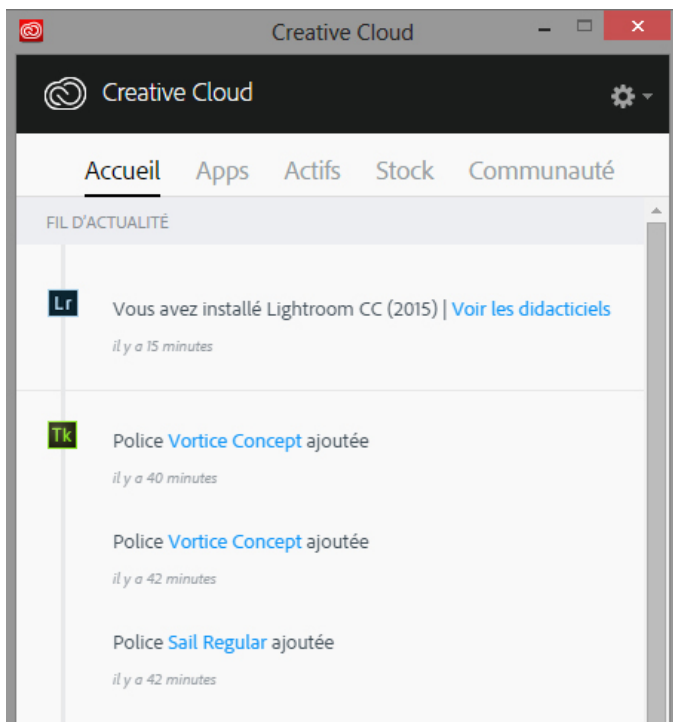 Creative Cloud
Creative Cloud
Accueil Apps Actifs Stock Communauté
FIL D'ACTUALITÉ
Lr
Vous avez installé Lightroom CC (2015) | Voir les didacticiels
il y a 15 minutes
Tk
Police Vortice Concept ajoutée
il y a 40 minutes
Police Vortice Concept ajoutée
il y a 42 minutes
Police Sail Regular ajoutée
il y a 42 minutes